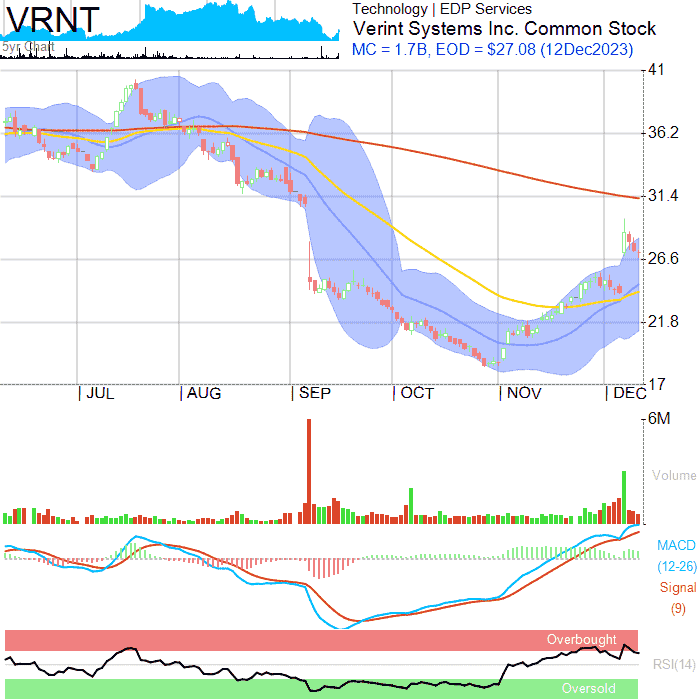 VRNT
Technology | EDP Services
Verint Systems Inc. Common Stock
MC = 1.7B, EOD = $27.08 (12Dec2023)
5yr Chart
41
36.2
31.4
26.6
21.8
17
JUL AUG SEP OCT NOV DEC
6M
Volume
MACD
(12-26)
Signal
(9)
Overbought
RSI(14)
Oversold